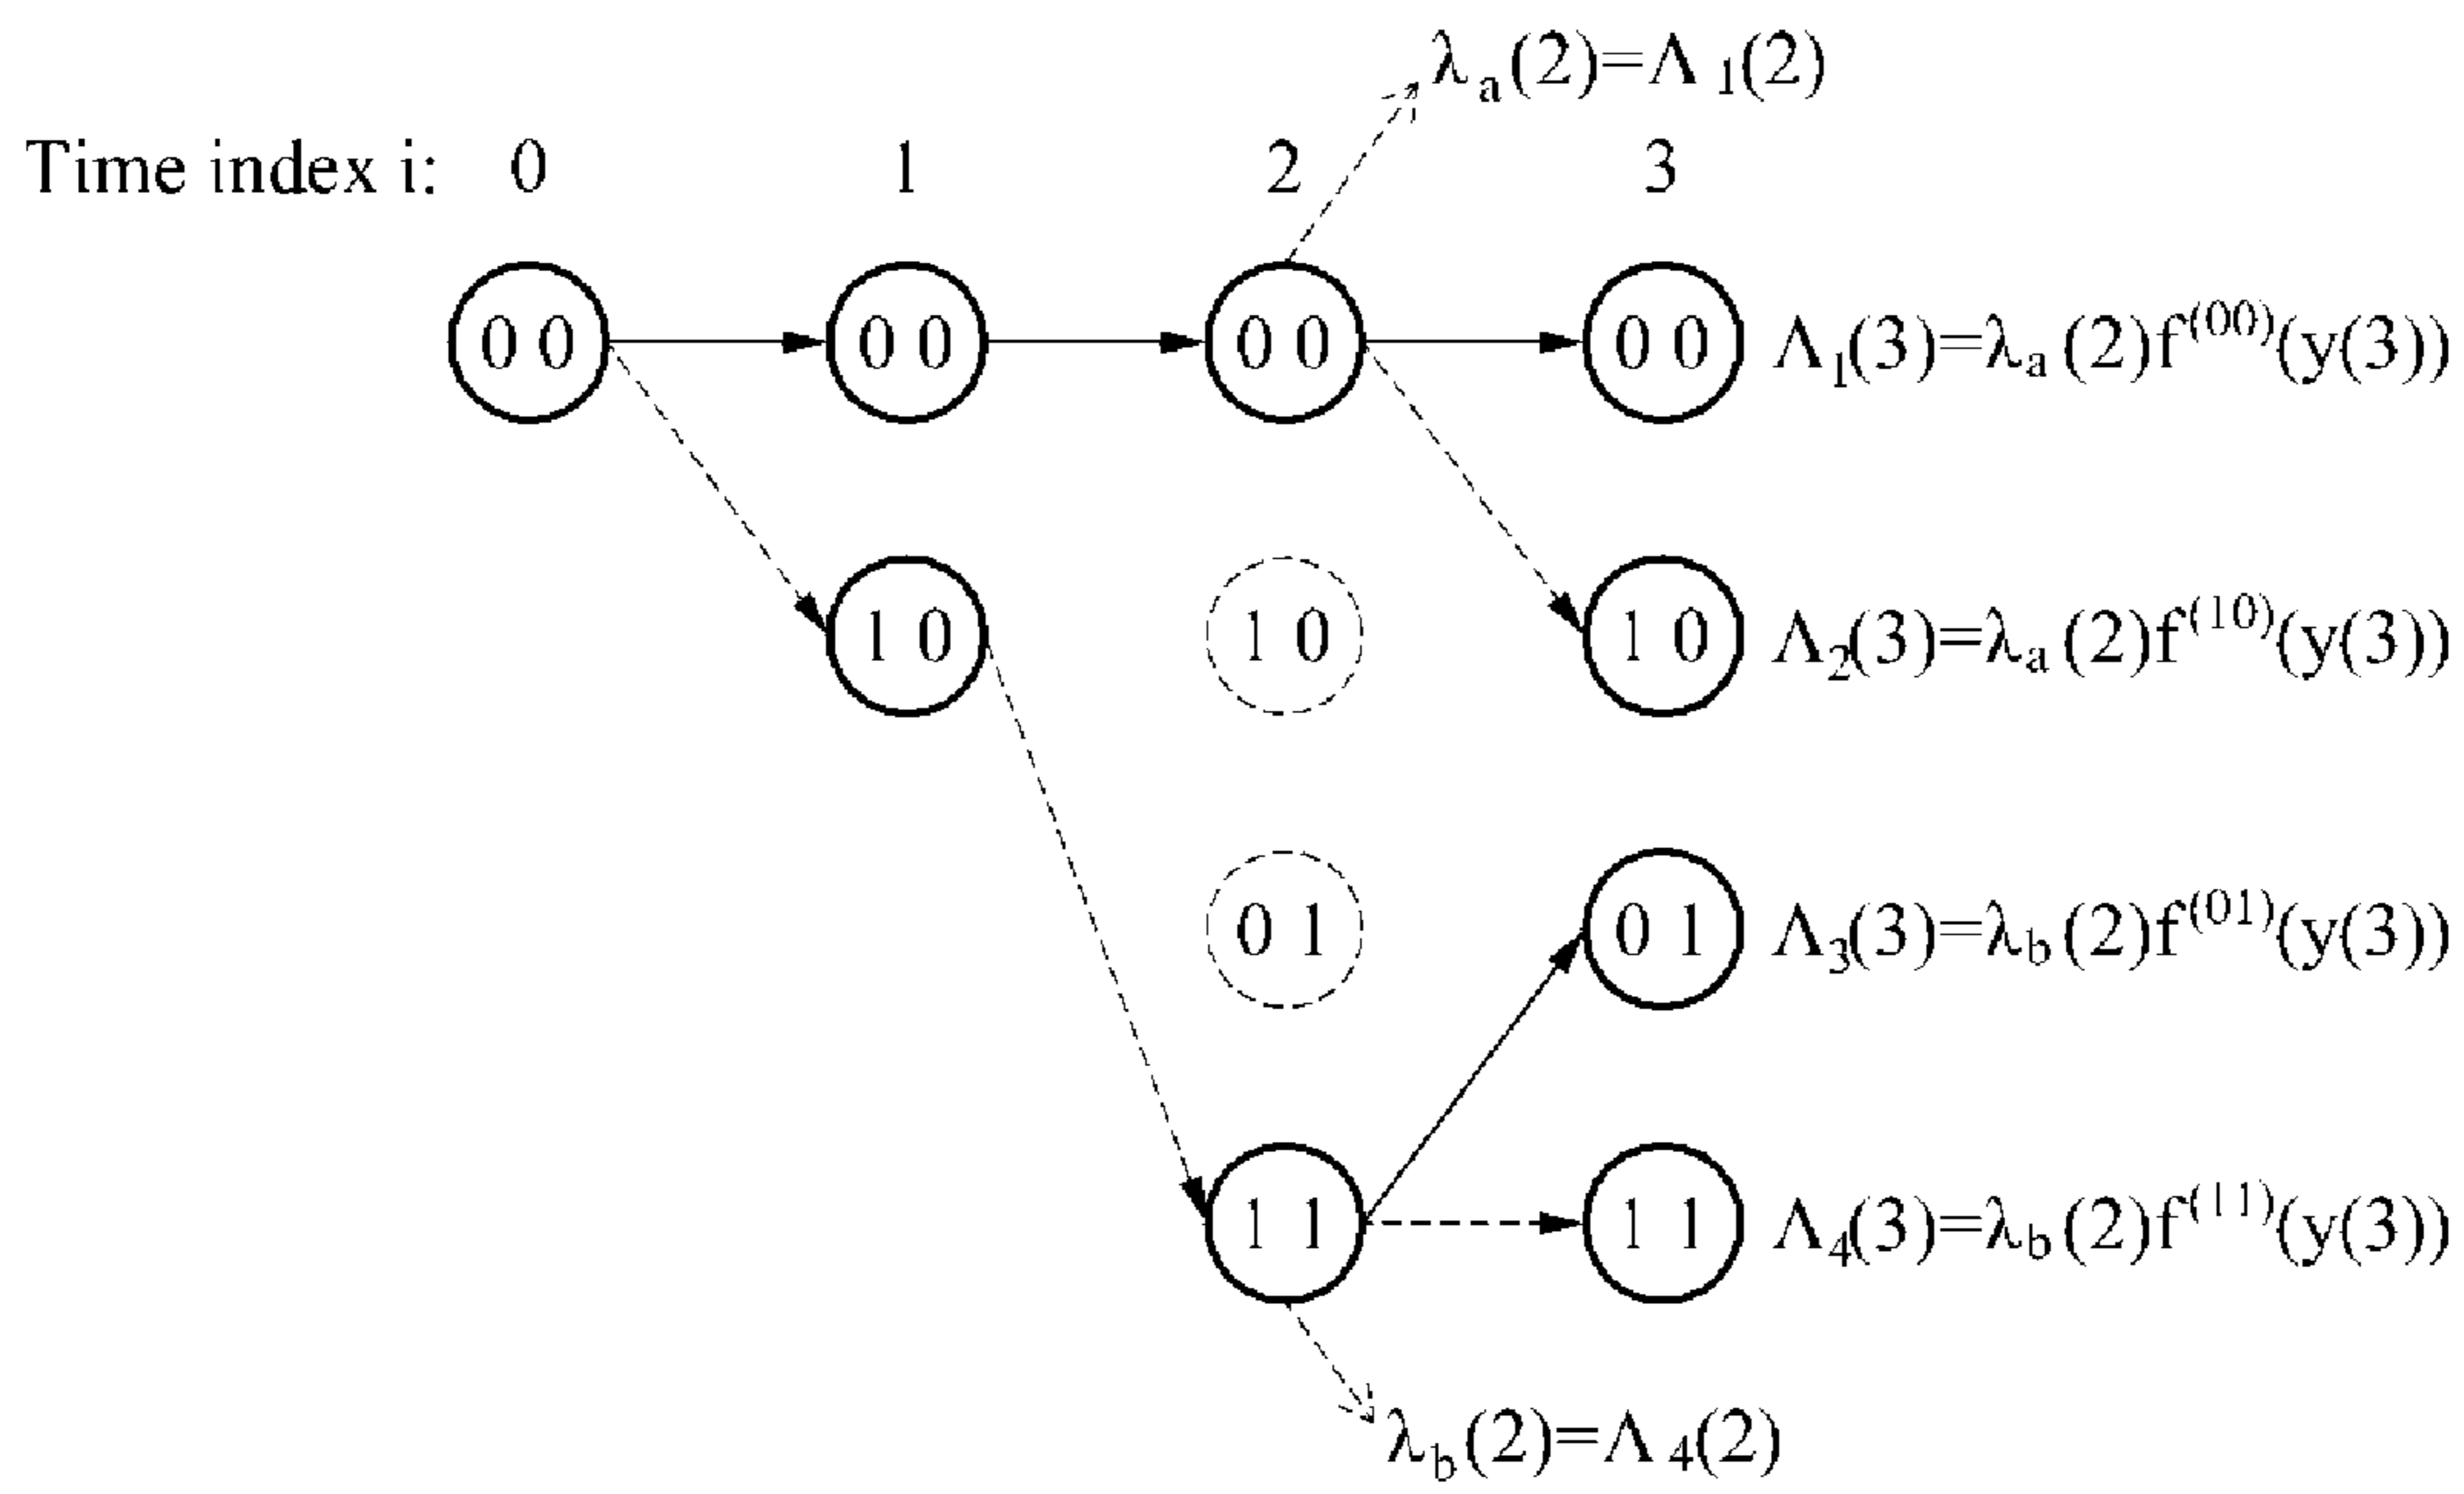 λa(2)=Λ1(2)
Time index i: 0 1 2 3
0 0 0 0 0 0 0 0 Λ1(3)=λa(2)f(00)(y(3))
1 0 1 0 1 0 Λ2(3)=λa(2)f(10)(y(3))
0 1 0 1 Λ3(3)=λb(2)f(01)(y(3))
1 1 1 1 Λ4(3)=λb(2)f(11)(y(3))
λb(2)=Λ4(2)